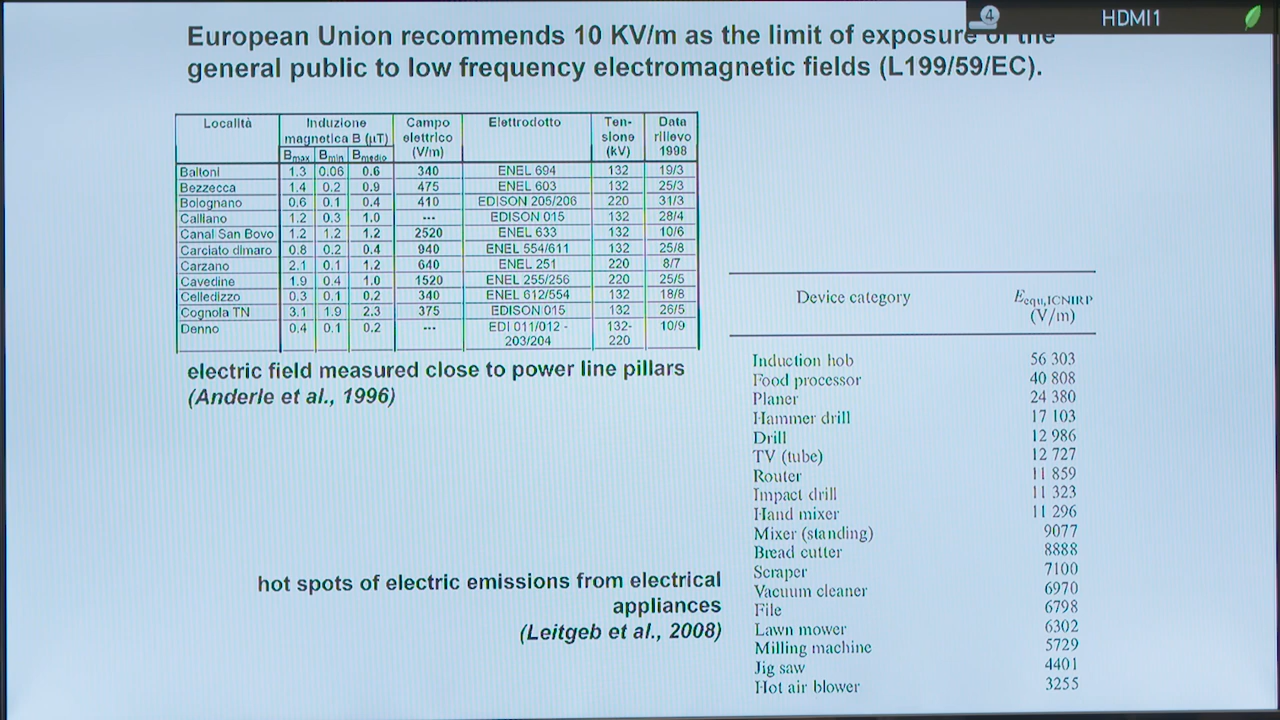 4 HDMI1
European Union recommends 10 KV/m as the limit of exposure of the
general public to low frequency electromagnetic fields (L199/59/EC).
Località Induzione magnetica B (µT) Campo elettrico (V/m) Elettrodotto Ten-sione (kV) Data rilievo 1998
Bmax Bmin Bmedio
Balloni 1.3 0.06 0.6 340 ENEL 694 132 19/3
Bezzecca 1.4 0.2 0.9 475 ENEL 603 132 25/3
Bolognano 0.6 0.1 0.4 410 EDISON 205/206 220 31/3
Calliano 1.2 0.3 1.0 --- EDISON 015 132 28/4
Canal San Bovo 1.2 1.2 1.2 2520 ENEL 633 132 10/6
Carciato dimaro 0.8 0.2 0.4 940 ENEL 554/611 132 25/8
Carzano 2.1 0.1 1.2 640 ENEL 251 220 8/7
Cavedine 1.9 0.4 1.0 1520 ENEL 255/256 220 25/5
Celledizzo 0.3 0.1 0.2 340 ENEL 612/554 132 18/8
Cognola TN 3.1 1.9 2.3 375 EDISON 015 132 26/5
Denno 0.4 0.1 0.2 --- EDI 011/012 - 132- 10/9
203/204 220
electric field measured close to power line pillars
(Anderle et al., 1996)
hot spots of electric emissions from electrical
appliances
(Leitgeb et al., 2008)
Device category Eequ,ICNIRP
(V/m)
Induction hob 56 303
Food processor 40 808
Planer 24 380
Hammer drill 17 103
Drill 12 986
TV (tube) 12 727
Router 11 859
Impact drill 11 323
Hand mixer 11 296
Mixer (standing) 9077
Bread cutter 8888
Scraper 7100
Vacuum cleaner 6970
File 6798
Lawn mower 6302
Milling machine 5729
Jig saw 4401
Hot air blower 3255